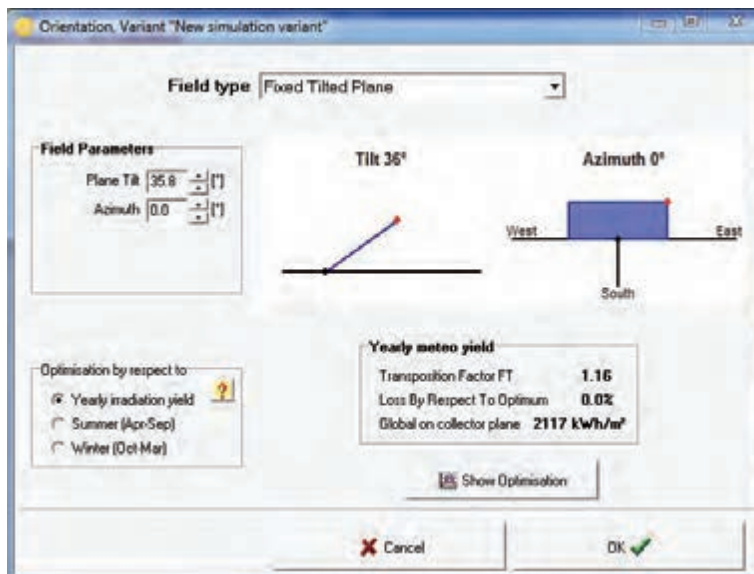 Orientation, Variant "New simulation variant"
Field type Fixed Tilted Plane
Field Parameters
Plane Tilt 35.8 [°]
Azimuth 0.0 [°]
Tilt 36°
Azimuth 0°
West
East
South
Optimisation by respect to
Yearly irradiation yield
Summer (Apr-Sep)
Winter (Oct-Mar)
?
Yearly meteo yield
Transposition Factor FT 1.16
Loss By Respect To Optimum 0.0%
Global on collector plane 2117 kWh/m²
Show Optimisation
Cancel
OK